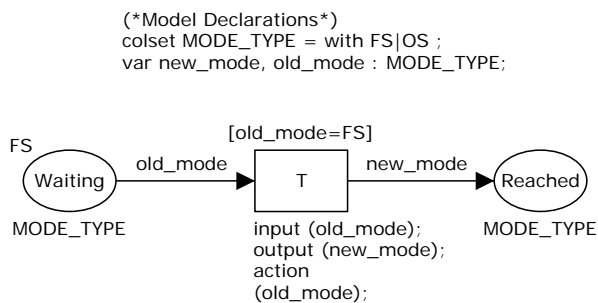 (*Model Declarations*)
colset MODE_TYPE = with FS|OS ;
var new_mode, old_mode : MODE_TYPE;
[old_mode=FS]
FS
old_mode
new_mode
Waiting
T
Reached
MODE_TYPE
MODE_TYPE
input (old_mode);
output (new_mode);
action
(old_mode);